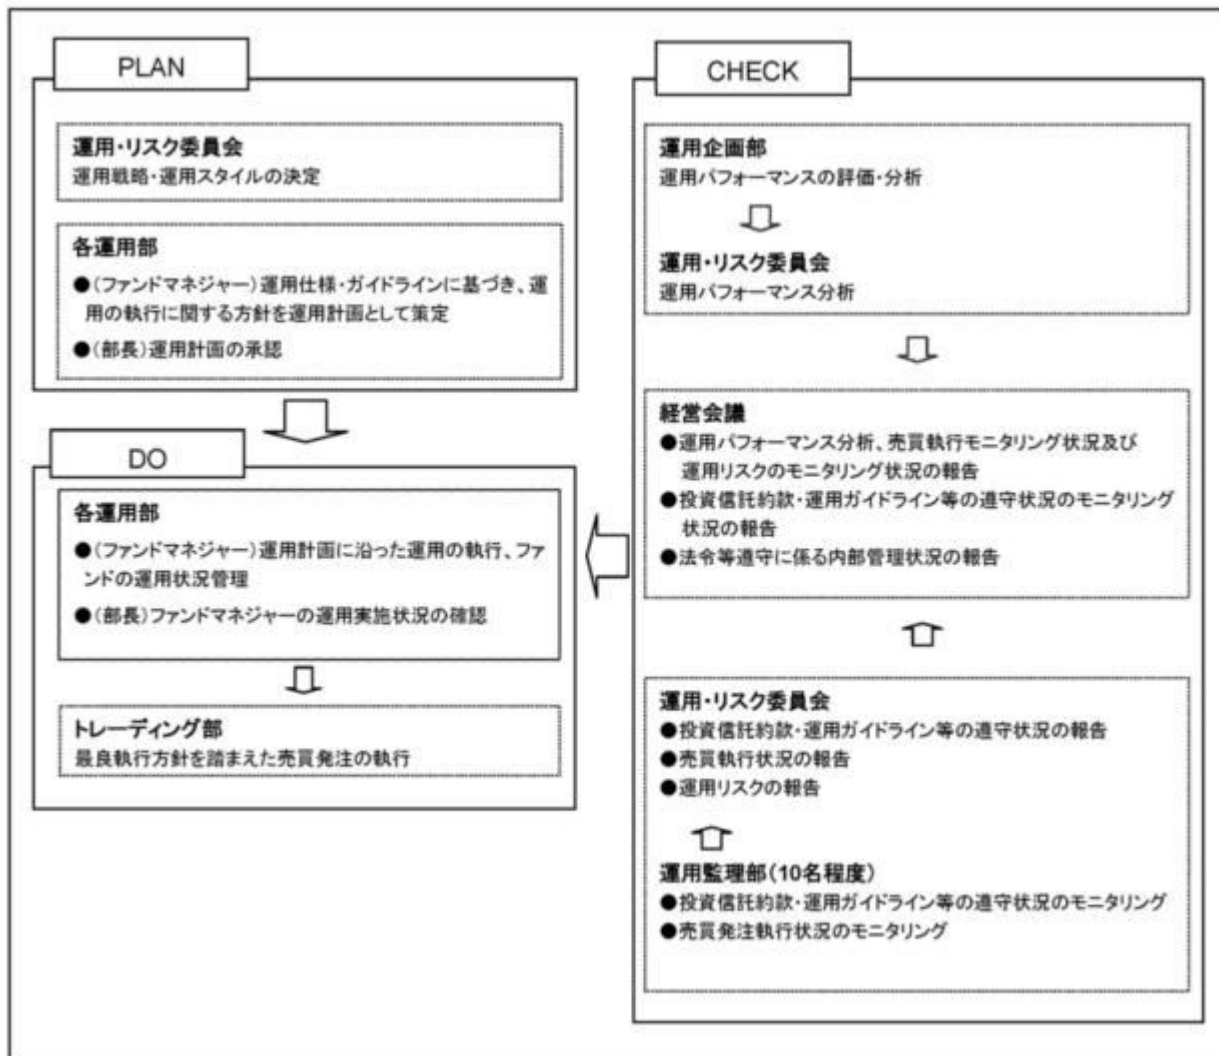 PLAN
運用・リスク委員会
運用戦略・運用スタイルの決定
各運用部
●(ファンドマネジャー)運用仕様・ガイドラインに基づき、運
用の執行に関する方針を運用計画として策定
●(部長)運用計画の承認
DO
各運用部
●(ファンドマネジャー)運用計画に沿った運用の執行、ファ
ンドの運用状況管理
●(部長)ファンドマネジャーの運用実施状況の確認
トレーディング部
最良執行方針を踏まえた売買発注の執行
CHECK
運用企画部
運用パフォーマンスの評価・分析
運用・リスク委員会
運用パフォーマンス分析
経営会議
●運用パフォーマンス分析、売買執行モニタリング状況及び
運用リスクのモニタリング状況の報告
●投資信託約款・運用ガイドライン等の遵守状況のモニタリング
状況の報告
●法令等遵守に係る内部管理状況の報告
運用・リスク委員会
●投資信託約款・運用ガイドライン等の遵守状況の報告
●売買執行状況の報告
●運用リスクの報告
運用監理部(10名程度)
●投資信託約款・運用ガイドライン等の遵守状況のモニタリング
●売買発注執行状況のモニタリング